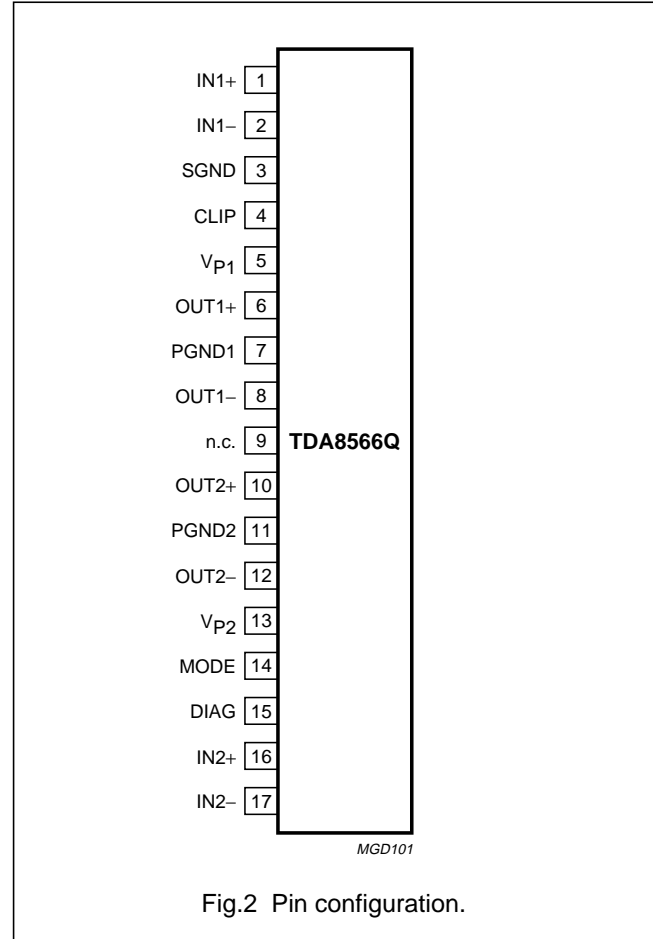 IN1+ 1
IN1− 2
SGND 3
CLIP 4
VP1 5
OUT1+ 6
PGND1 7
OUT1− 8
n.c. 9 TDA8566Q
OUT2+ 10
PGND2 11
OUT2− 12
VP2 13
MODE 14
DIAG 15
IN2+ 16
IN2− 17
MGD101
Fig.2 Pin configuration.